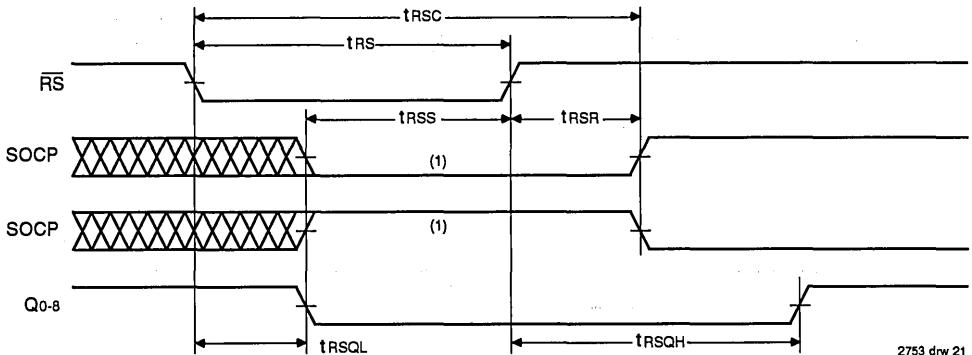 tRSC
tRS
RS
tRSS
tRSR
SOCP
(1)
SOCP
(1)
Q0-8
tRSQL
tRSQH
2753 drw 21